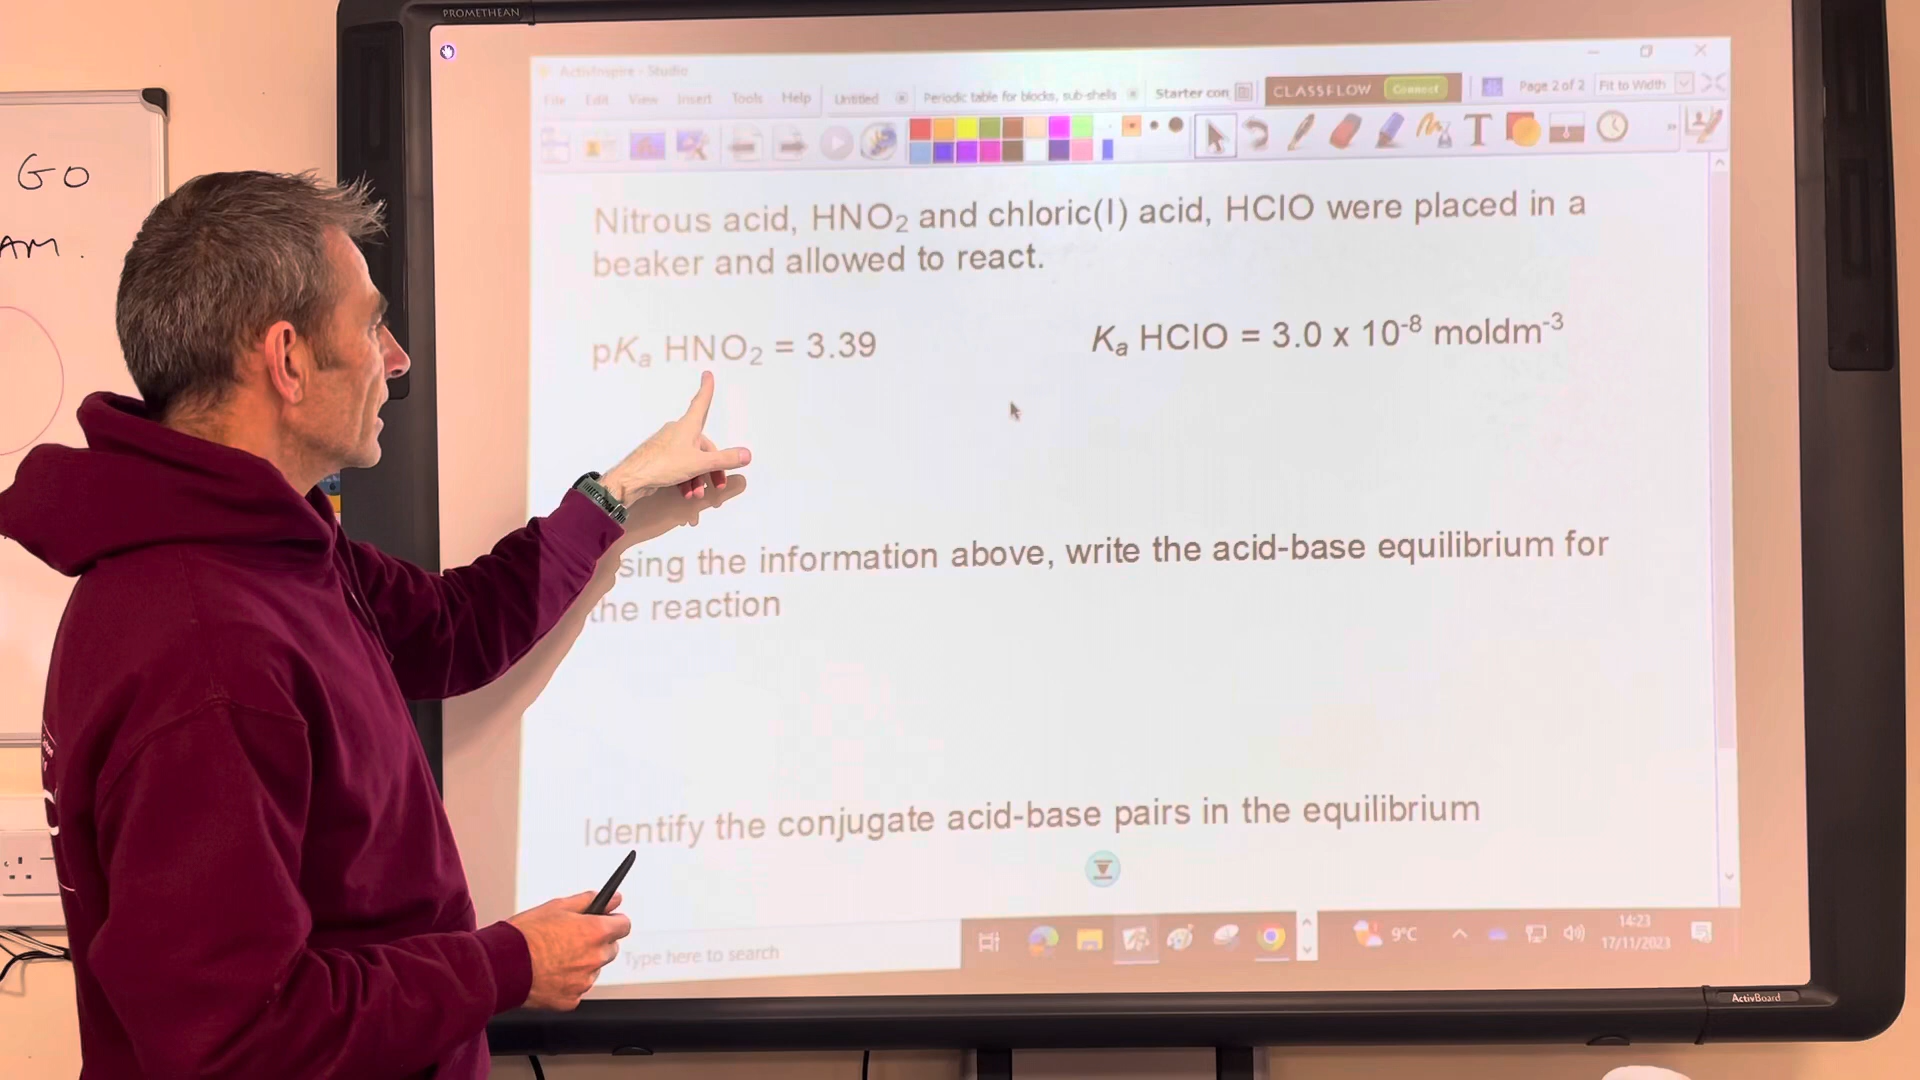 PROMETHEAN
ActivInspire - Studio
File Edit View Insert Tools Help Untitled Periodic table for blocks, sub-shells Starter con CLASSFLOW Connect Page 2 of 2 Fit to Width
GO
AM.
Nitrous acid, HNO₂ and chloric(I) acid, HClO were placed in a
beaker and allowed to react.
pKₐ HNO₂ = 3.39
Kₐ HClO = 3.0 x 10⁻⁸ moldm⁻³
sing the information above, write the acid-base equilibrium for
the reaction
Identify the conjugate acid-base pairs in the equilibrium
Type here to search
9°C
14:23
17/11/2023
ActivBoard